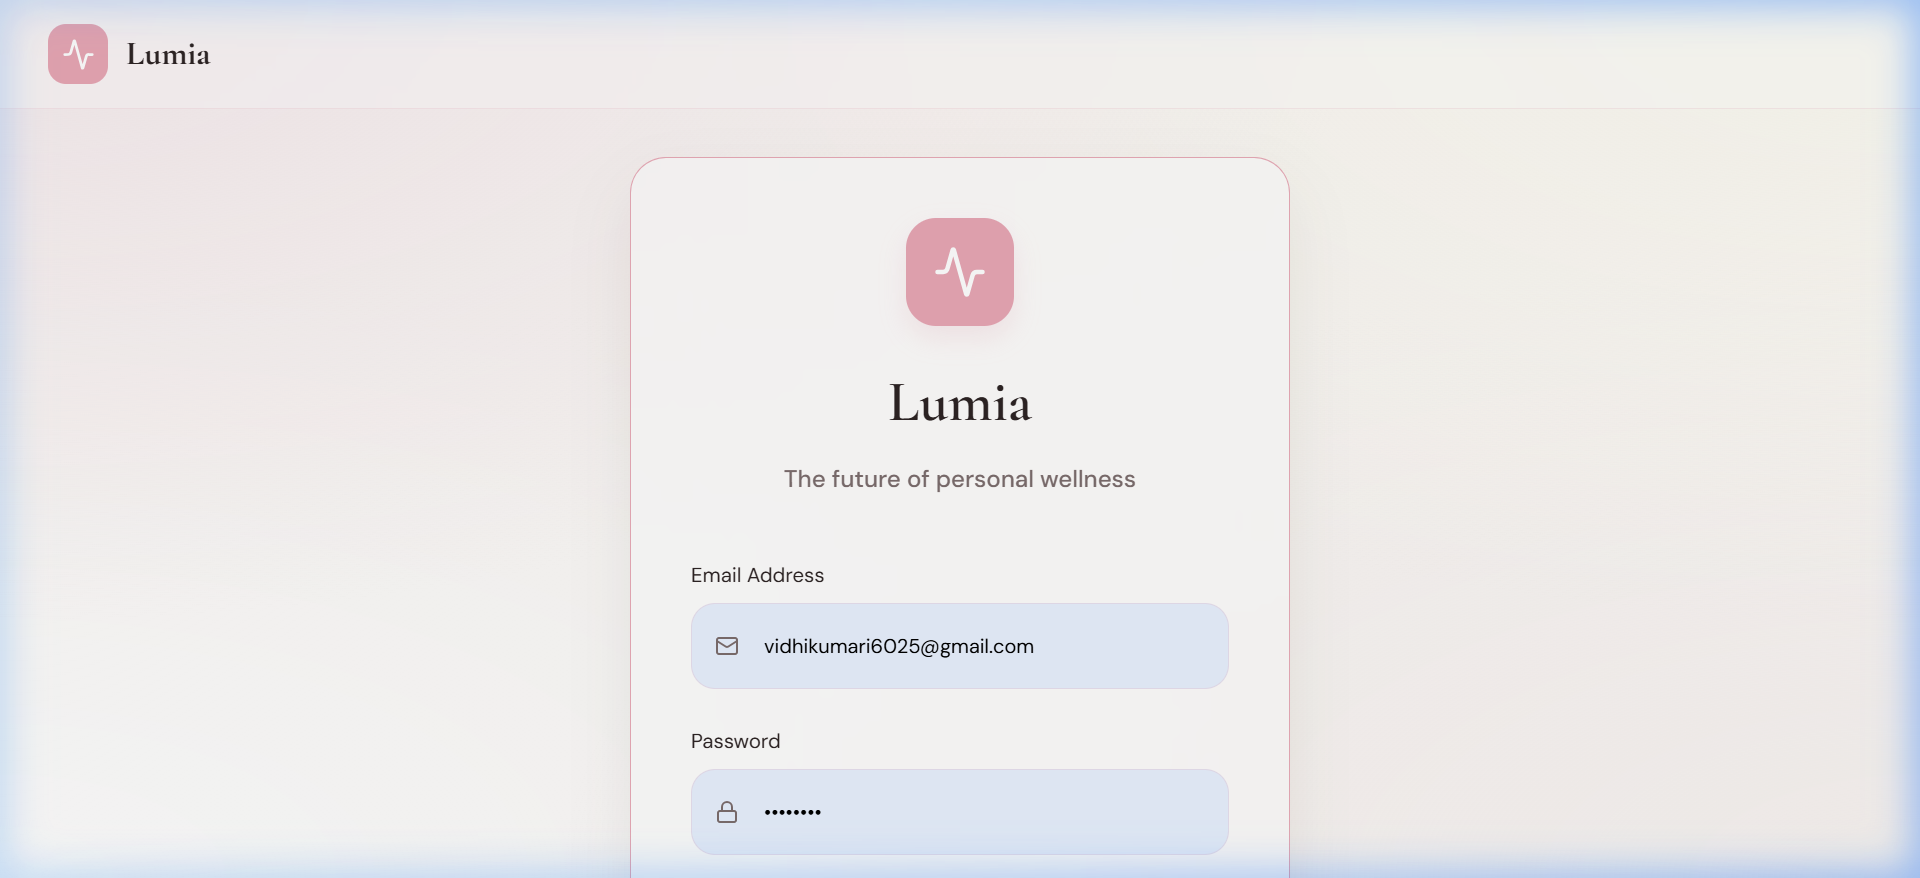 Lumia
Lumia
The future of personal wellness
Email Address
vidhikumari6025@gmail.com
Password
••••••••